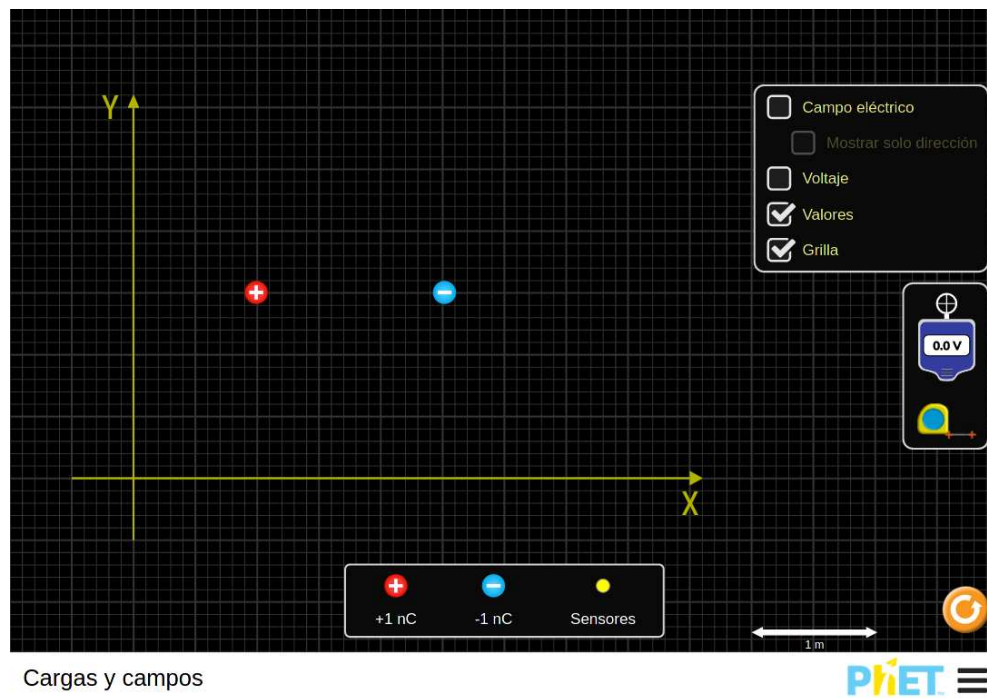 Y
Campo eléctrico
Mostrar solo dirección
Voltaje
Valores
Grilla
0.0 V
X
+1 nC
-1 nC
Sensores
1 m
Cargas y campos
PhET